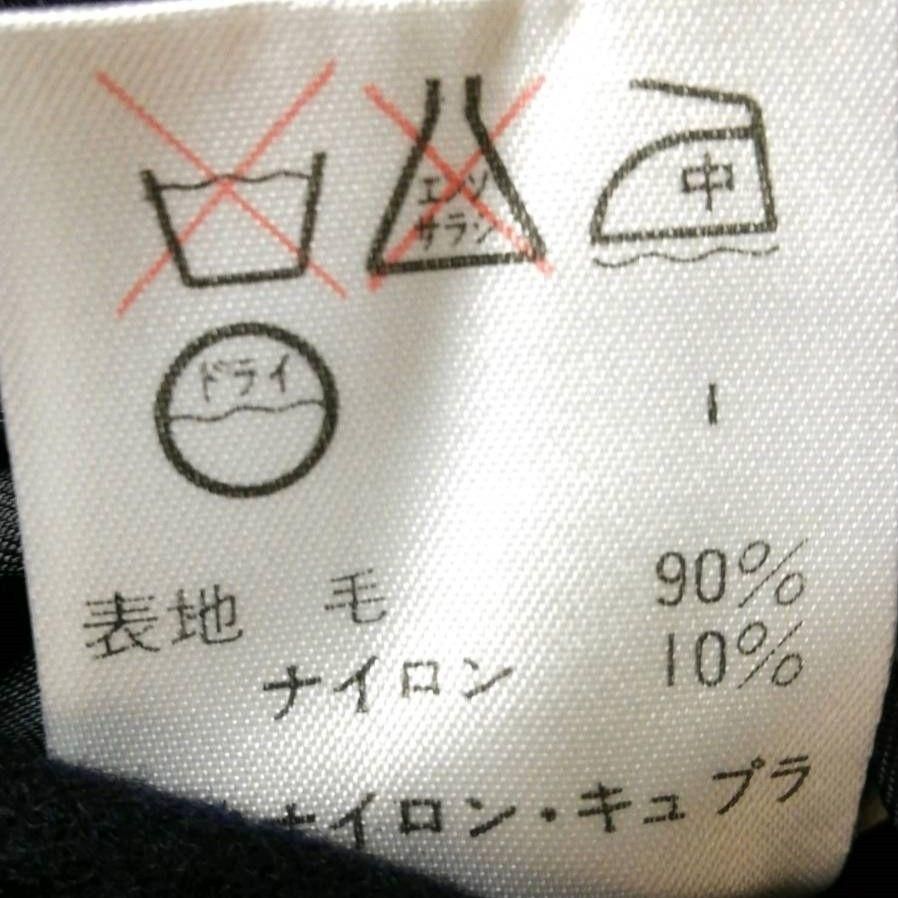 エンソ
サラシ
中
ドライ
1
表地 毛 90%
ナイロン 10%
ナイロン・キュプラ